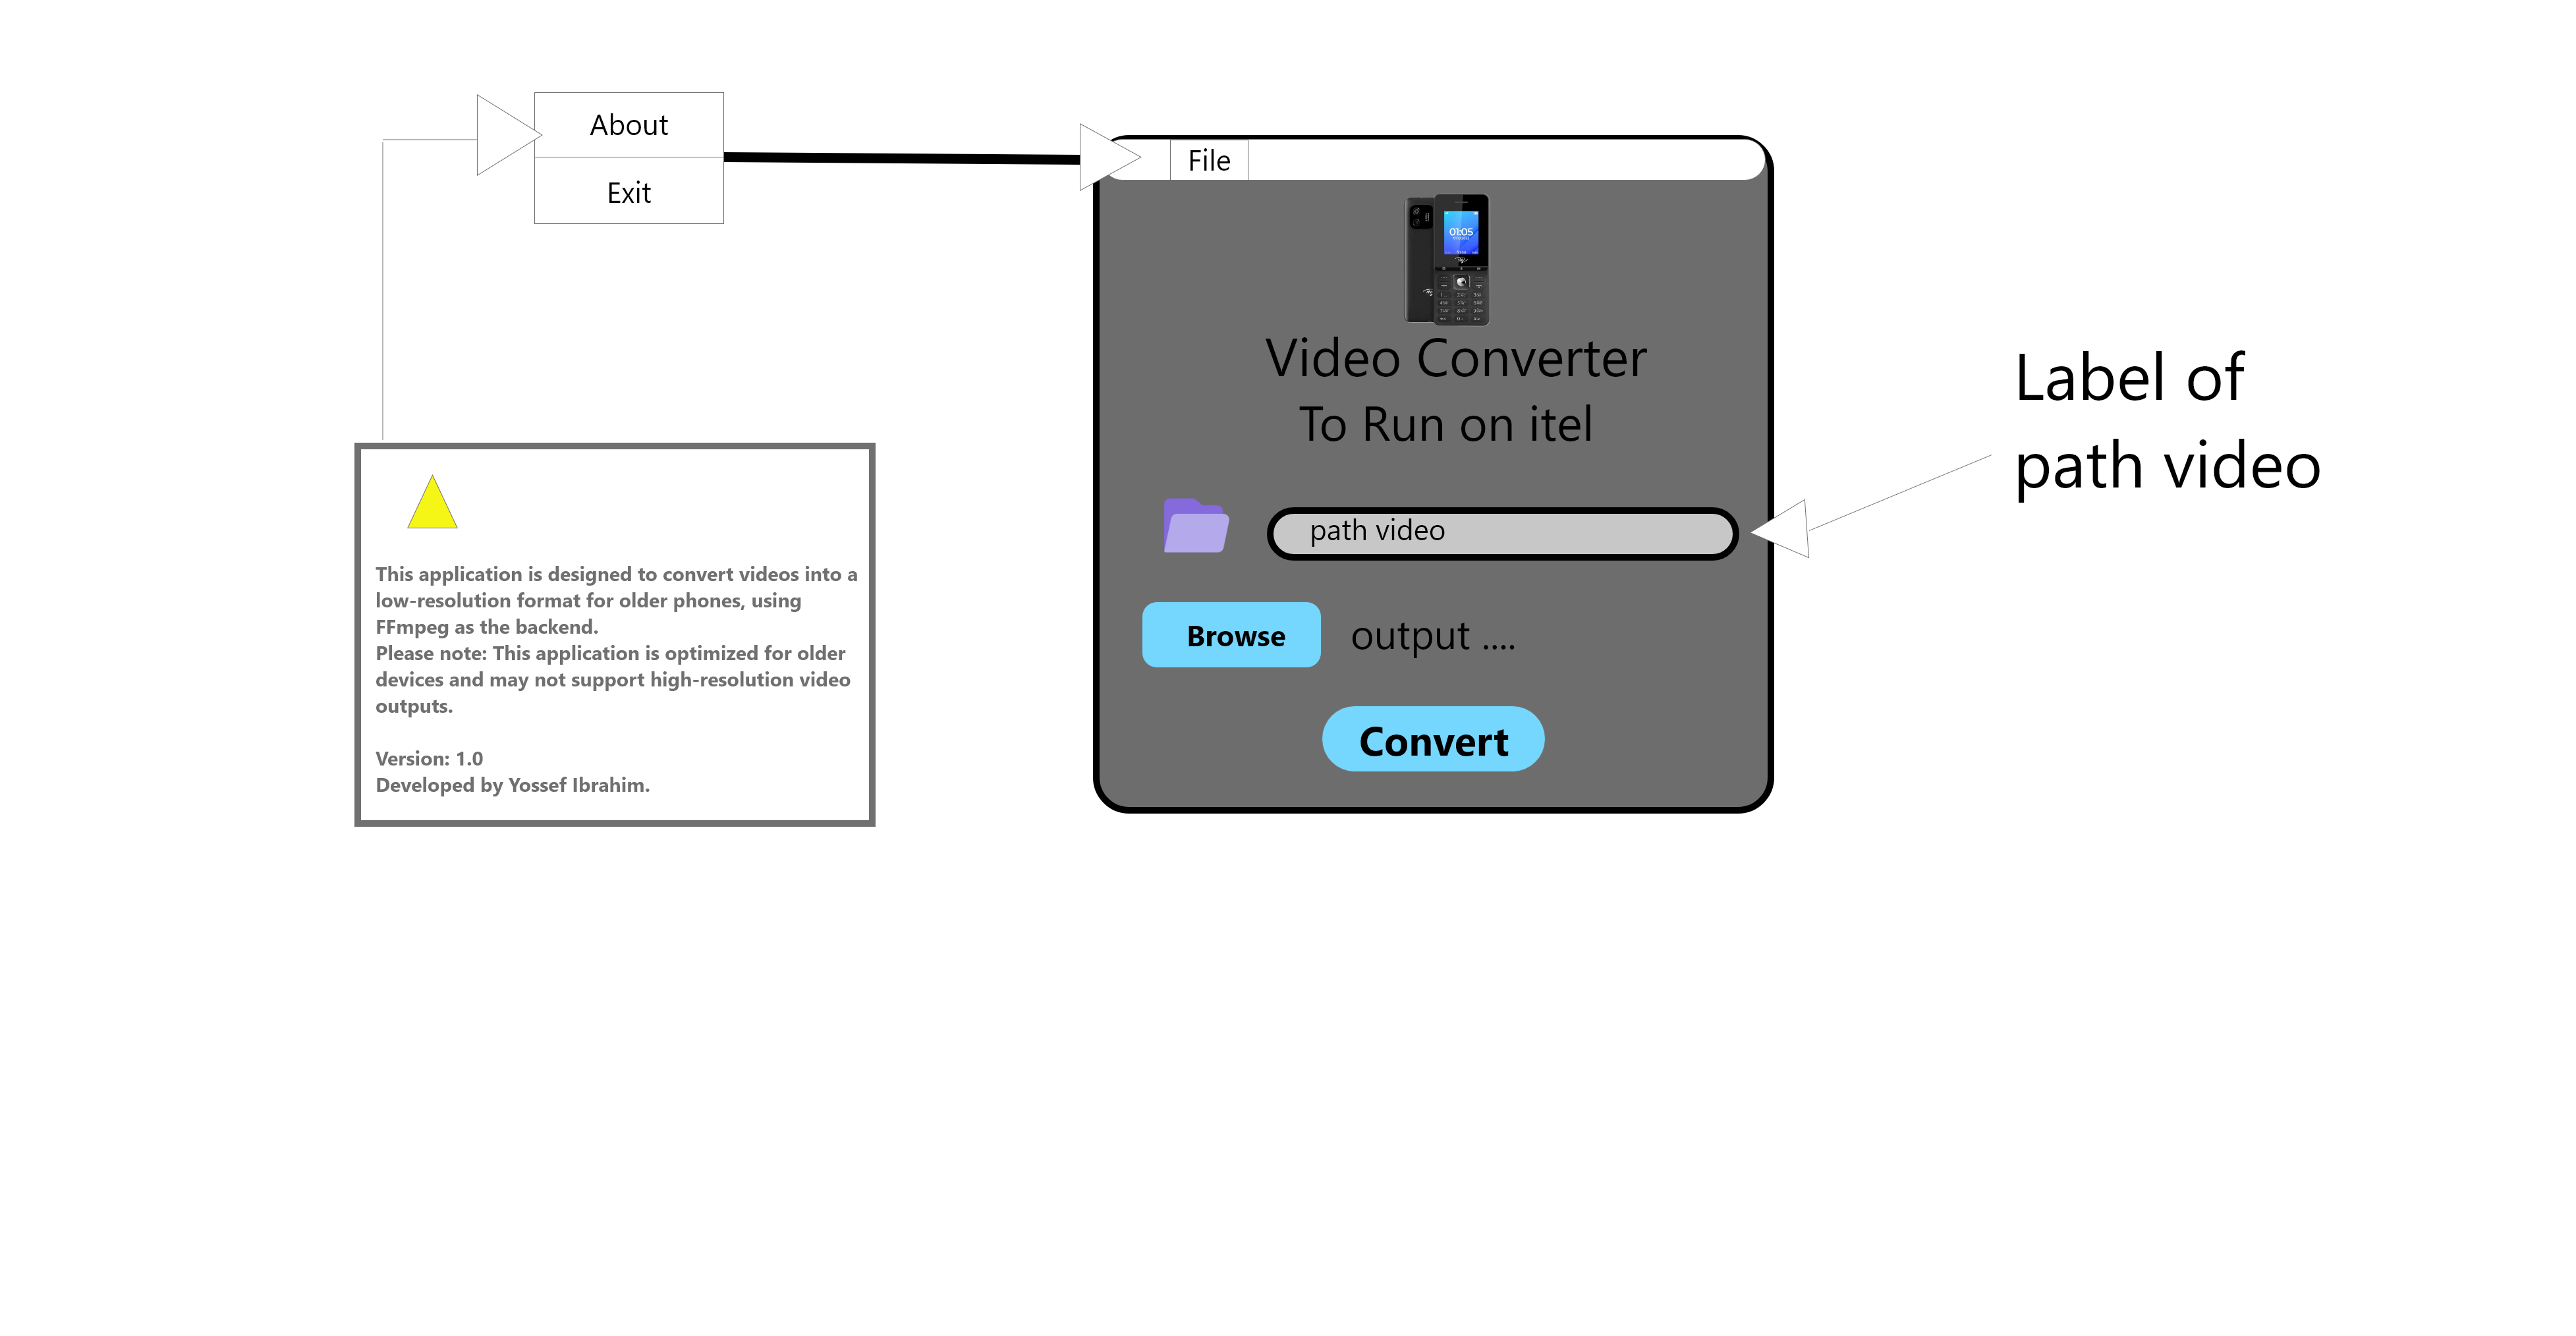 About
Exit
File
01:05
Video Converter
To Run on itel
Label of
path video
path video
Browse
output ....
Convert
This application is designed to convert videos into a
low-resolution format for older phones, using
FFmpeg as the backend.
Please note: This application is optimized for older
devices and may not support high-resolution video
outputs.
Version: 1.0
Developed by Yossef Ibrahim.